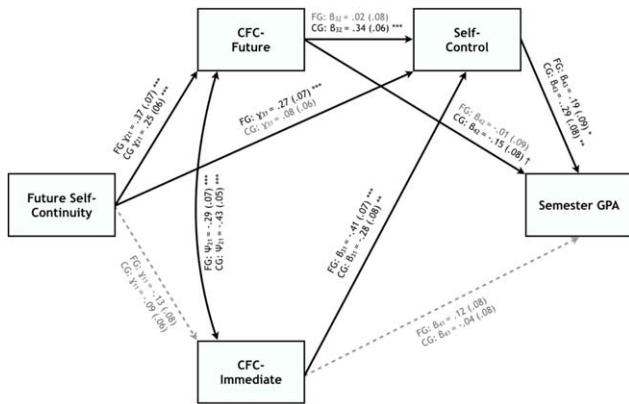 FG: β₃₂ = .02 (.08)
CG: β₃₂ = .34 (.06) ***
CFC-
Future
Self-
Control
FG γ₂₁ = .37 (.07) ***
CG γ₂₁ = .25 (06) ***
FG: γ₃₁ = .27 (.07) ***
CG: γ₃₁ = .08 (.06)
FG: β₄₃ = .19 (.09) *
CG: β₄₃ = .29 (.08) **
FG: β₄₂ = -.01 (.09)
CG: β₄₂ = -.15 (.08) †
Future Self-
Continuity
Semester GPA
FG: Ψ₂₁ = -.29 (.07) ***
CG: Ψ₂₁ = -.43 (.05) ***
FG: β₃₁ = -.41 (.07) ***
CG: β₃₁ = -.28 (.08) **
FG: γ₁₁ = -.13 (.08)
CG: γ₁₁ = -.09 (.06)
FG: β₄₁ = .12 (.08)
CG: β₄₁ = -.04 (.08)
CFC-
Immediate